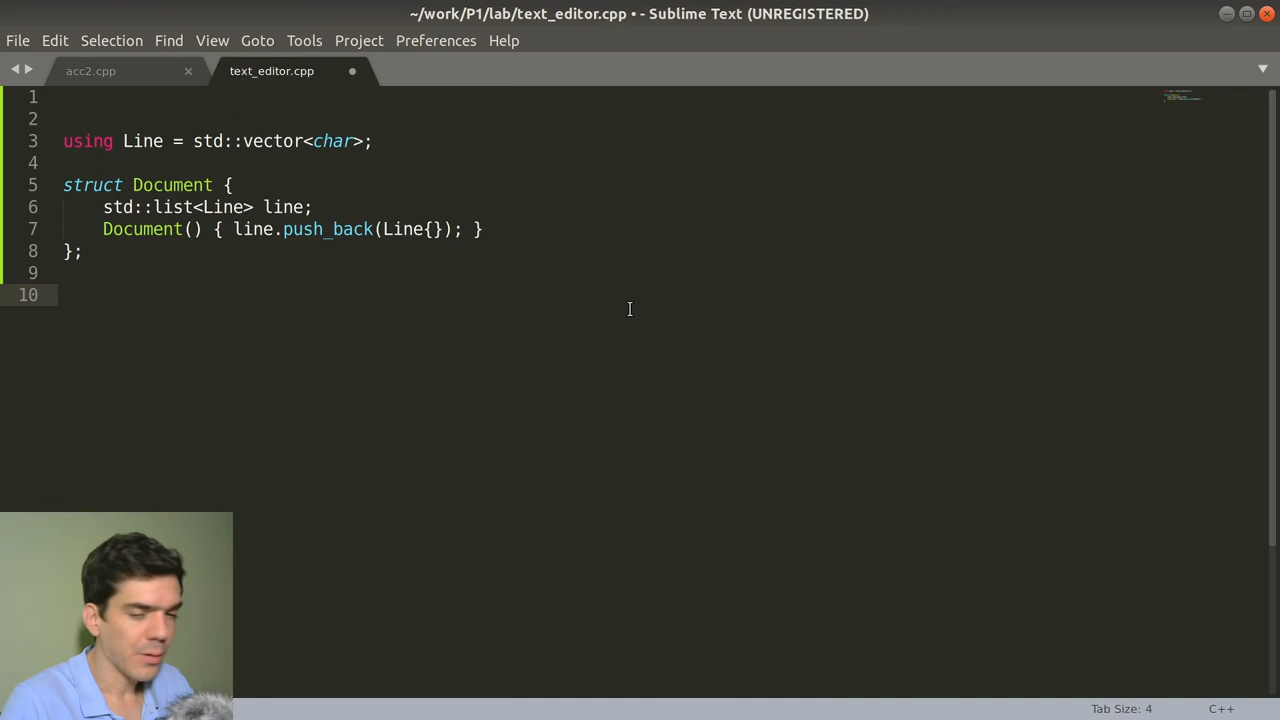 ~/work/P1/lab/text_editor.cpp • - Sublime Text (UNREGISTERED)
File Edit Selection Find View Goto Tools Project Preferences Help
acc2.cpp × text_editor.cpp
1
2
3 using Line = std::vector<char>;
4
5 struct Document {
6 std::list<Line> line;
7 Document() { line.push_back(Line{}); }
8 };
9
10
Tab Size: 4 C++